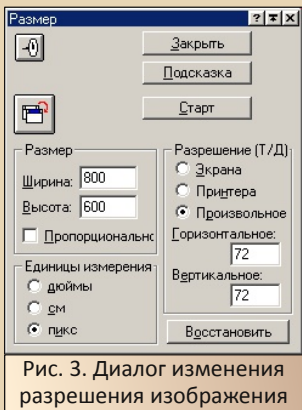 Размер
Закрыть
Подсказка
Старт
Размер
Ширина: 800
Высота: 600
Пропорциональнс
Единицы измерения
дюймы
см
пикс
Разрешение (Т/Д)
Экрана
Принтера
Произвольное
Горизонтальное:
72
Вертикальное:
72
Восстановить
Рис. 3. Диалог изменения
разрешения изображения